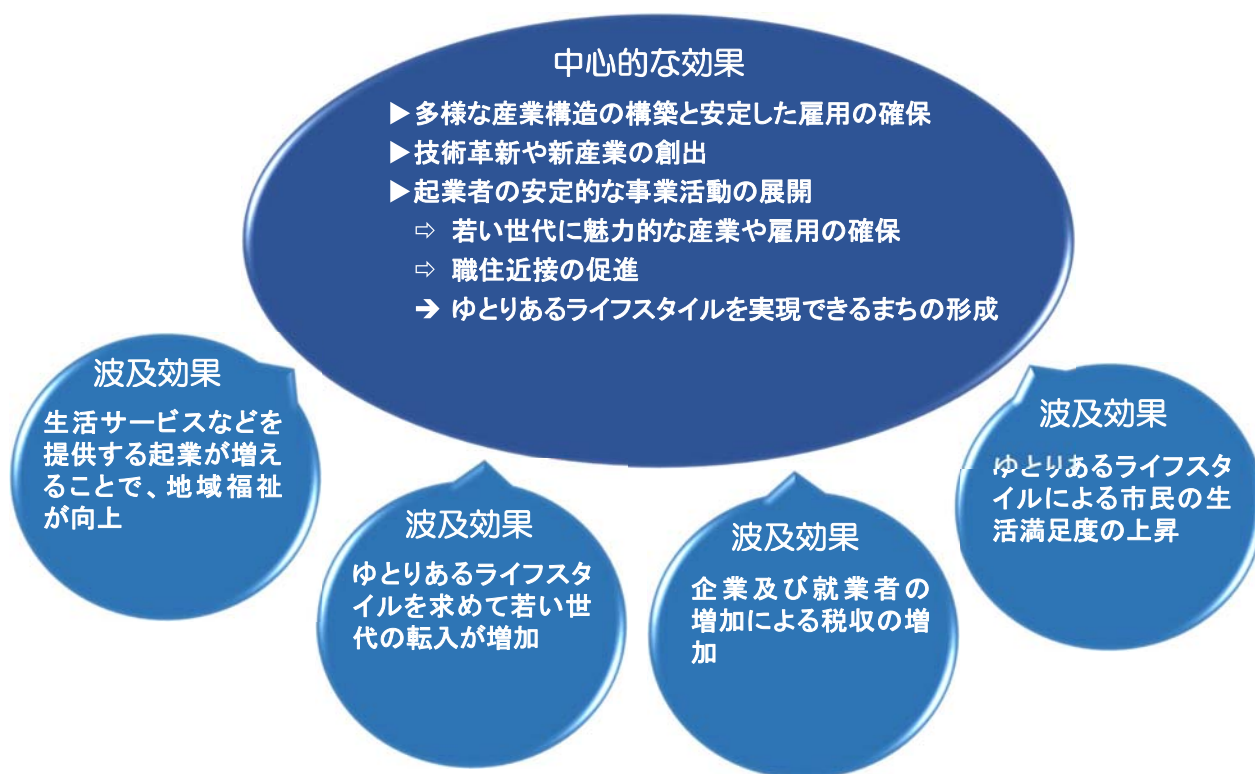 中心的な効果
▶多様な産業構造の構築と安定した雇用の確保
▶技術革新や新産業の創出
▶起業者の安定的な事業活動の展開
⇨ 若い世代に魅力的な産業や雇用の確保
⇨ 職住近接の促進
➔ ゆとりあるライフスタイルを実現できるまちの形成
波及効果
生活サービスなどを
提供する起業が増え
ることで、地域福祉
が向上
波及効果
ゆとりあるライフスタ
イルを求めて若い世
代の転入が増加
波及効果
企業及び就業者の
増加による税収の増
加
波及効果
ゆとりあるライフスタ
イルによる市民の生
活満足度の上昇